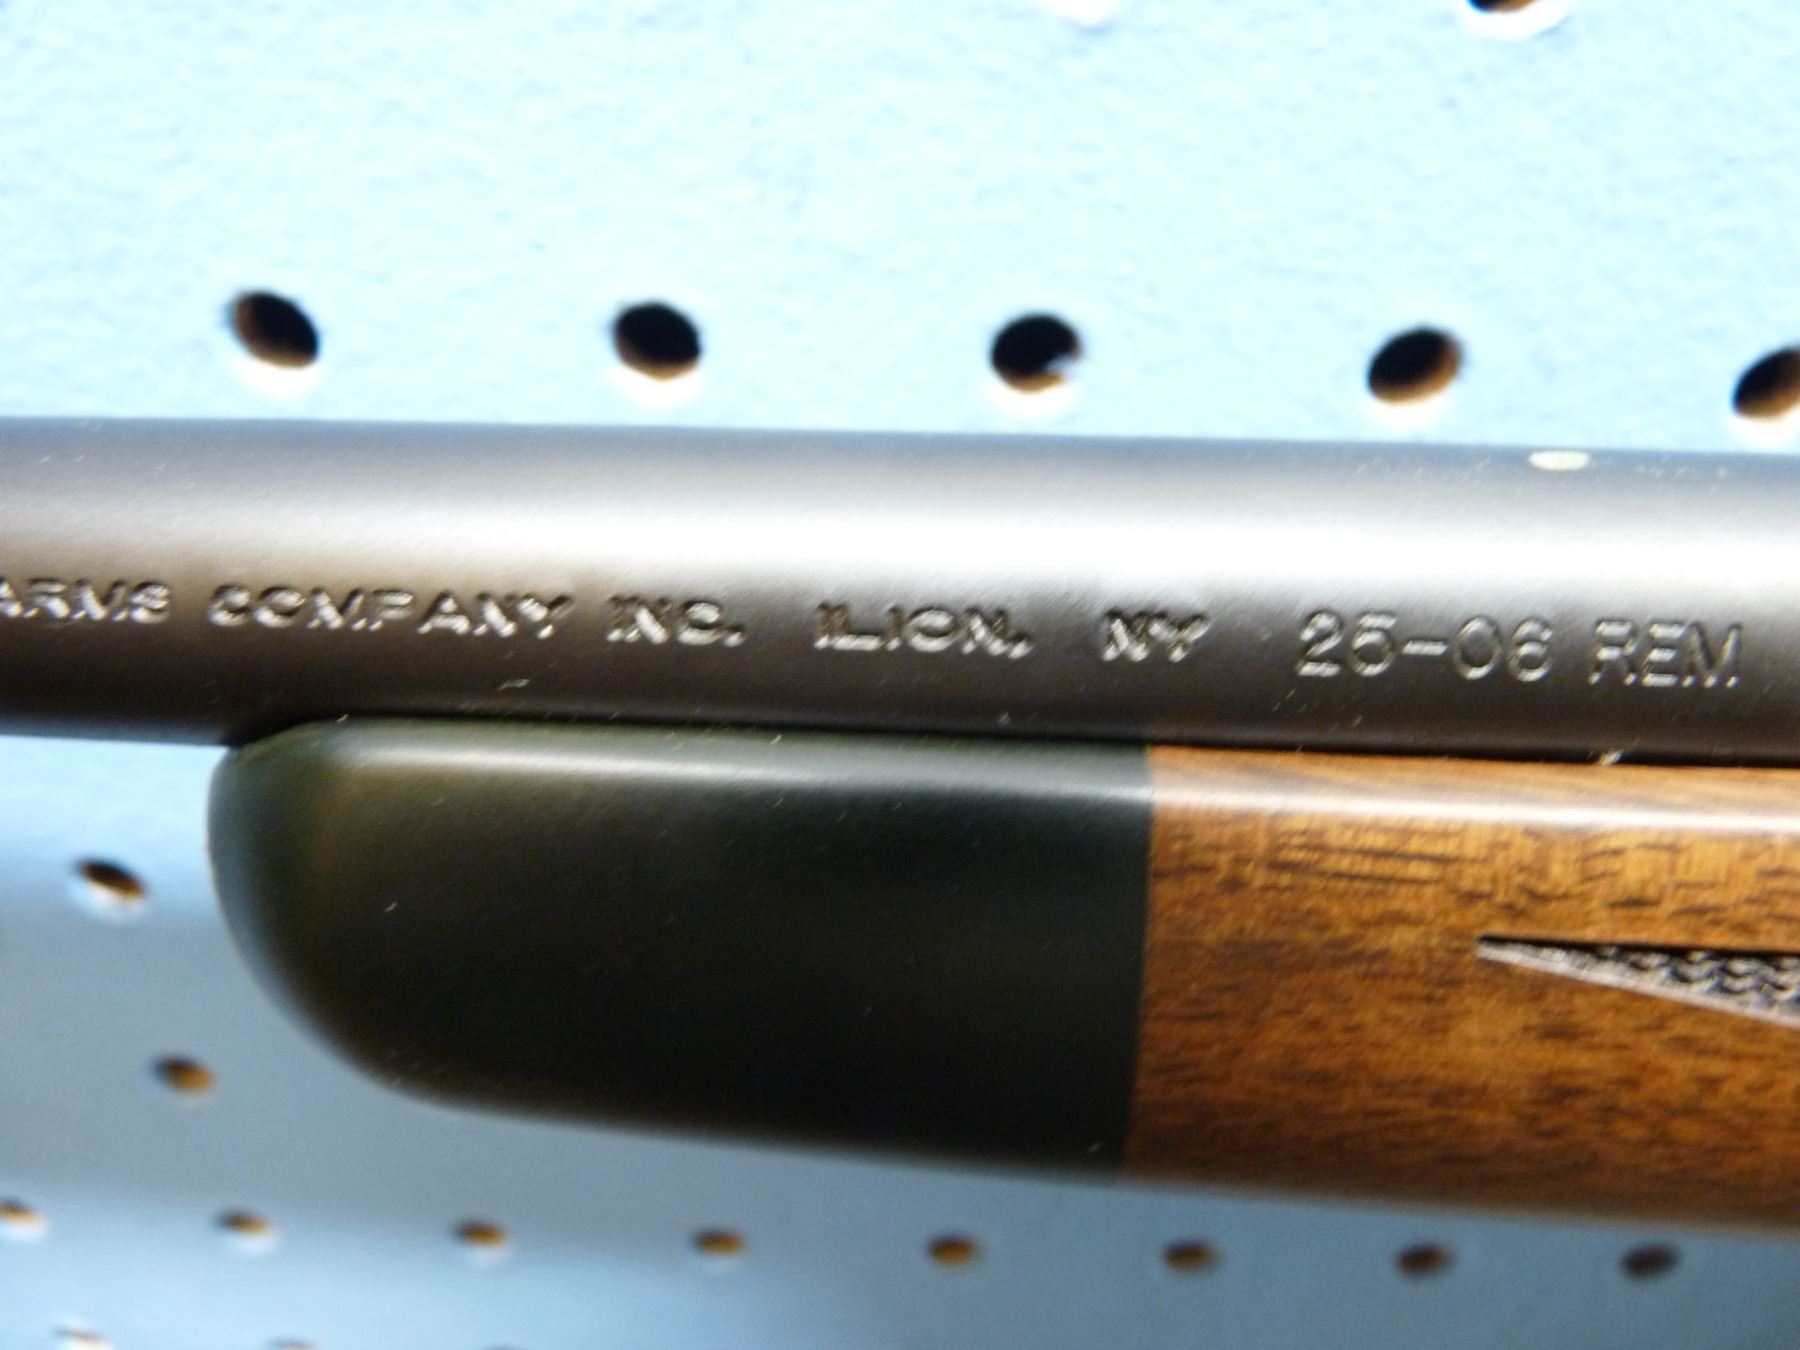 ARMS COMPANY INC. ILION, NY 25-06 REM